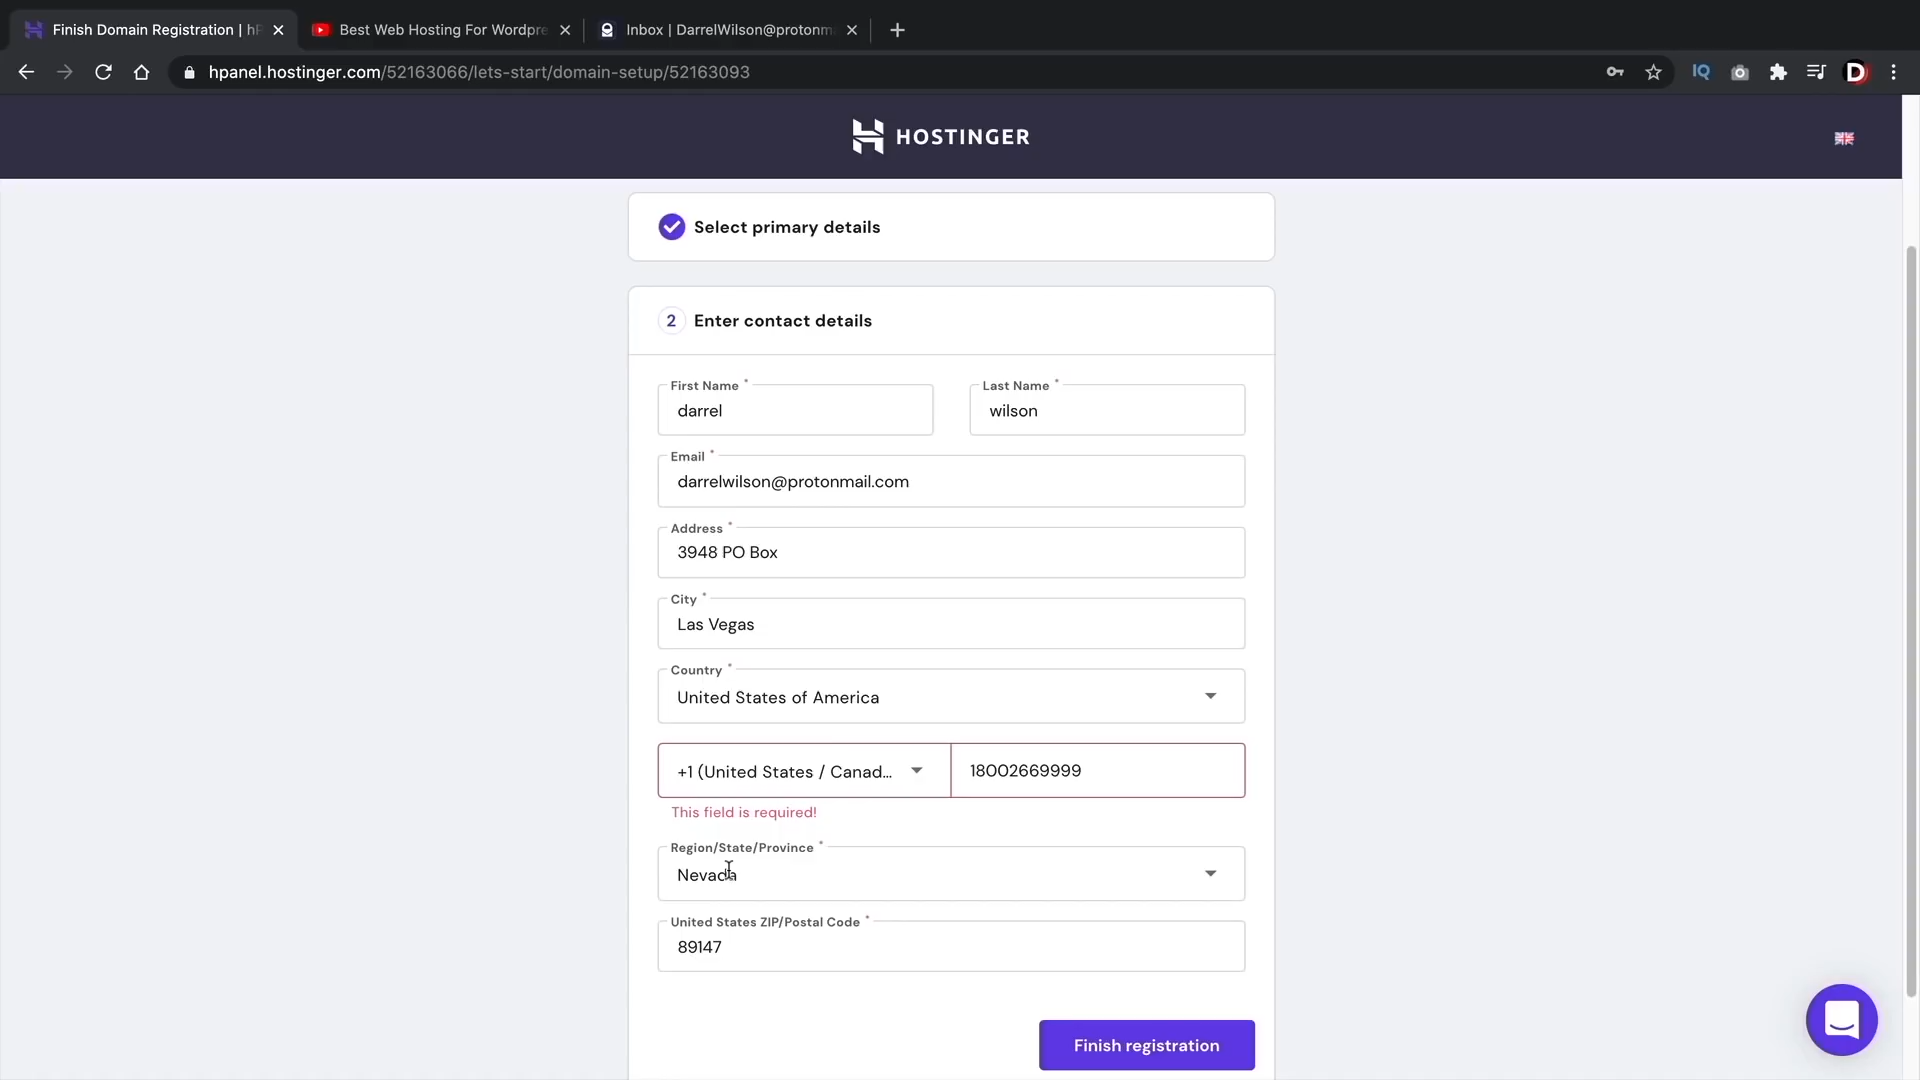 Finish Domain Registration | hP
Best Web Hosting For Wordpre
Inbox | DarrelWilson@protonm
hpanel.hostinger.com/52163066/lets-start/domain-setup/52163093
IQ
D
HOSTINGER
Select primary details
2 Enter contact details
First Name *
Last Name *
darrel
wilson
Email *
darrelwilson@protonmail.com
Address *
3948 PO Box
City *
Las Vegas
Country *
United States of America
+1 (United States / Canad...
18002669999
This field is required!
Region/State/Province *
Nevada
United States ZIP/Postal Code *
89147
Finish registration